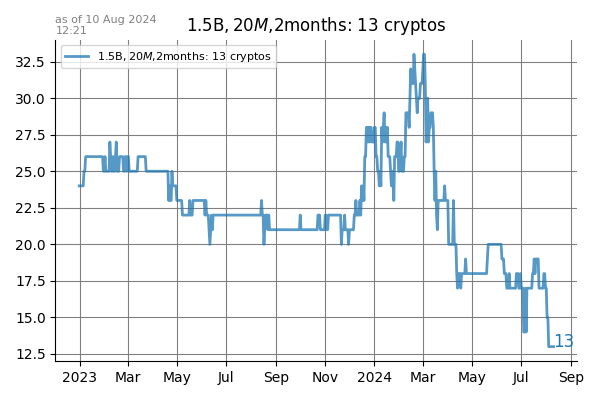 as of 10 Aug 2024
12:21
1.5B, 20M,2months: 13 cryptos
1.5B, 20M,2months: 13 cryptos
32.5
30.0
27.5
25.0
22.5
20.0
17.5
15.0
12.5
13
2023 Mar May Jul Sep Nov 2024 Mar May Jul Sep